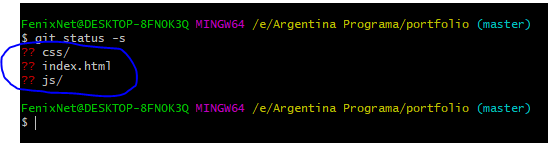 FenixNet@DESKTOP-8FNOK3Q MINGW64 /e/Argentina Programa/portfolio (master)
$ git status -s
?? css/
?? index.html
?? js/
FenixNet@DESKTOP-8FNOK3Q MINGW64 /e/Argentina Programa/portfolio (master)
$